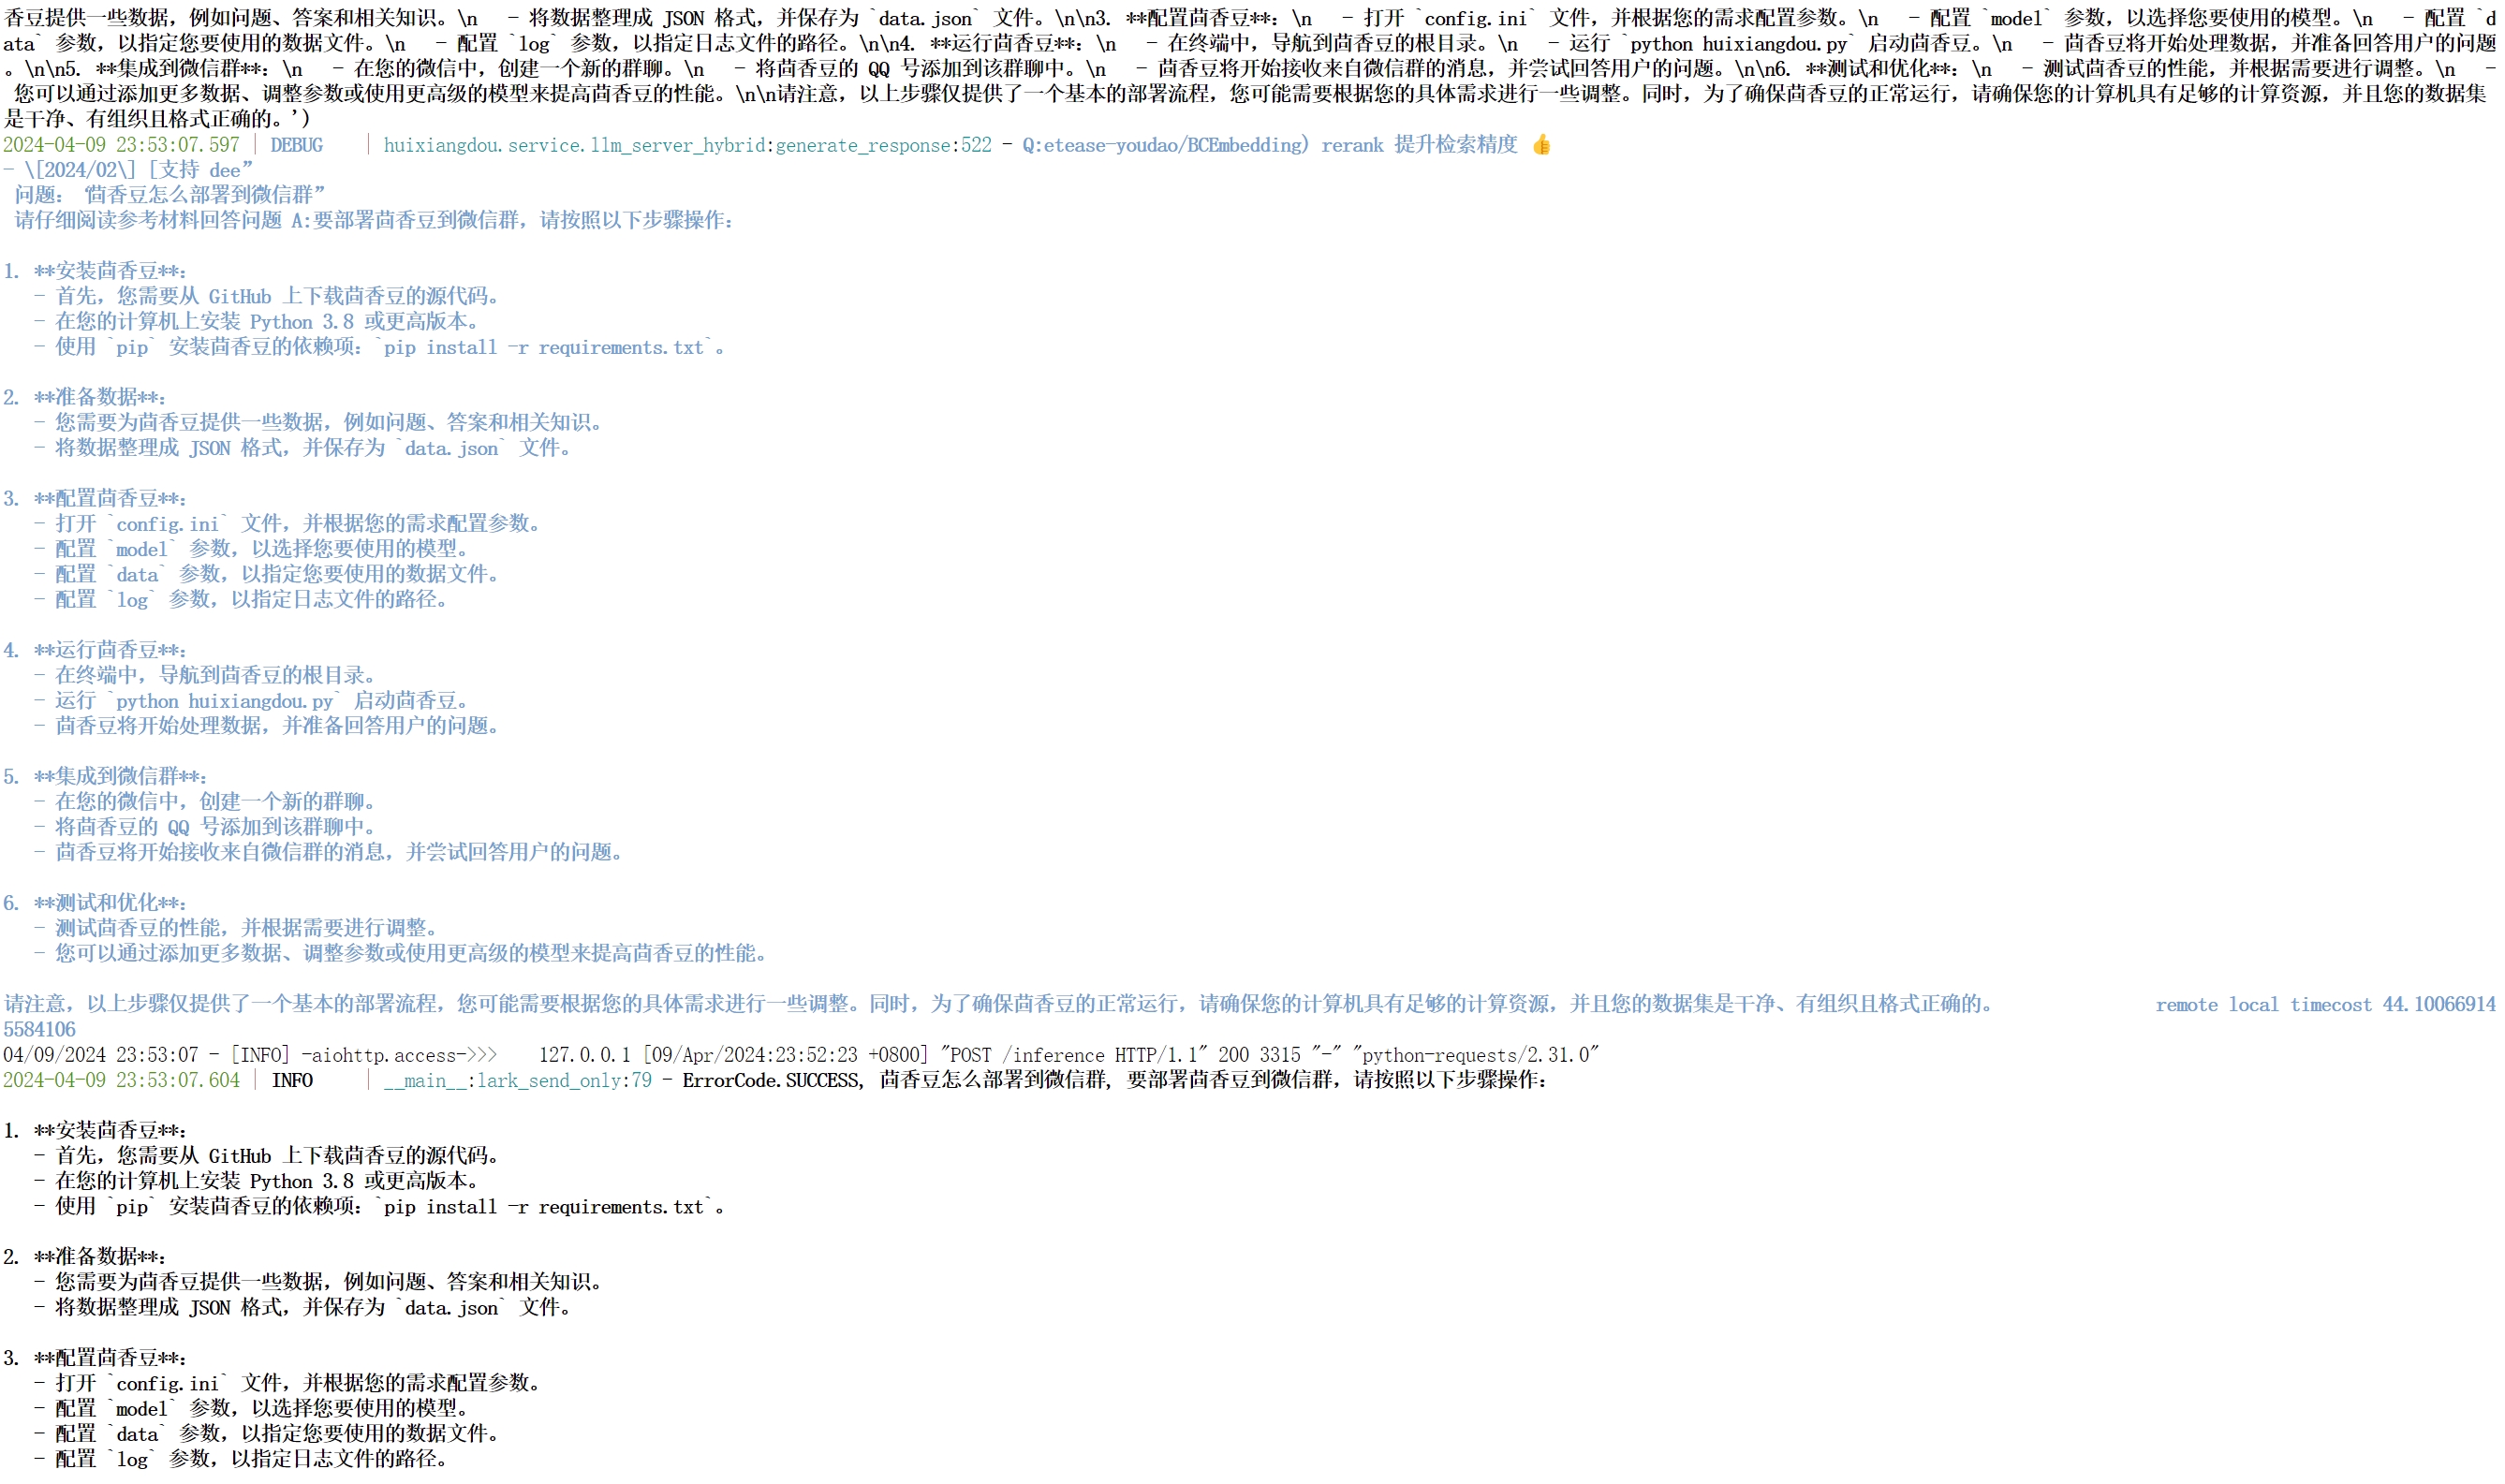 香豆提供一些数据，例如问题、答案和相关知识。\n   - 将数据整理成 JSON 格式，并保存为 `data.json` 文件。\n\n3. **配置茴香豆**：\n   - 打开 `config.ini` 文件，并根据您的需求配置参数。\n   - 配置 `model` 参数，以选择您要使用的模型。\n   - 配置 `d
ata` 参数，以指定您要使用的数据文件。\n   - 配置 `log` 参数，以指定日志文件的路径。\n\n4. **运行茴香豆**：\n   - 在终端中，导航到茴香豆的根目录。\n   - 运行 `python huixiangdou.py` 启动茴香豆。\n   - 茴香豆将开始处理数据，并准备回答用户的问题
。\n\n5. **集成到微信群**：\n   - 在您的微信中，创建一个新的群聊。\n   - 将茴香豆的 QQ 号添加到该群聊中。\n   - 茴香豆将开始接收来自微信群的消息，并尝试回答用户的问题。\n\n6. **测试和优化**：\n   - 测试茴香豆的性能，并根据需要进行调整。\n   -
您可以通过添加更多数据、调整参数或使用更高级的模型来提高茴香豆的性能。\n\n请注意，以上步骤仅提供了一个基本的部署流程，您可能需要根据您的具体需求进行一些调整。同时，为了确保茴香豆的正常运行，请确保您的计算机具有足够的计算资源，并且您的数据集
是干净、有组织且格式正确的。')
2024-04-09 23:53:07.597 | DEBUG    | huixiangdou.service.llm_server_hybrid:generate_response:522 - Q:etease-youdao/BCEmbedding) rerank 提升检索精度 👍
- \[2024/02\] [支持 dee”
问题：“茴香豆怎么部署到微信群”
请仔细阅读参考材料回答问题 A:要部署茴香豆到微信群，请按照以下步骤操作：
1. **安装茴香豆**：
- 首先，您需要从 GitHub 上下载茴香豆的源代码。
- 在您的计算机上安装 Python 3.8 或更高版本。
- 使用 `pip` 安装茴香豆的依赖项：`pip install -r requirements.txt`。
2. **准备数据**：
- 您需要为茴香豆提供一些数据，例如问题、答案和相关知识。
- 将数据整理成 JSON 格式，并保存为 `data.json` 文件。
3. **配置茴香豆**：
- 打开 `config.ini` 文件，并根据您的需求配置参数。
- 配置 `model` 参数，以选择您要使用的模型。
- 配置 `data` 参数，以指定您要使用的数据文件。
- 配置 `log` 参数，以指定日志文件的路径。
4. **运行茴香豆**：
- 在终端中，导航到茴香豆的根目录。
- 运行 `python huixiangdou.py` 启动茴香豆。
- 茴香豆将开始处理数据，并准备回答用户的问题。
5. **集成到微信群**：
- 在您的微信中，创建一个新的群聊。
- 将茴香豆的 QQ 号添加到该群聊中。
- 茴香豆将开始接收来自微信群的消息，并尝试回答用户的问题。
6. **测试和优化**：
- 测试茴香豆的性能，并根据需要进行调整。
- 您可以通过添加更多数据、调整参数或使用更高级的模型来提高茴香豆的性能。
请注意，以上步骤仅提供了一个基本的部署流程，您可能需要根据您的具体需求进行一些调整。同时，为了确保茴香豆的正常运行，请确保您的计算机具有足够的计算资源，并且您的数据集是干净、有组织且格式正确的。 remote local timecost 44.10066914
5584106
04/09/2024 23:53:07 - [INFO] -aiohttp.access->>>    127.0.0.1 [09/Apr/2024:23:52:23 +0800] "POST /inference HTTP/1.1" 200 3315 "-" "python-requests/2.31.0"
2024-04-09 23:53:07.604 | INFO     | __main__:lark_send_only:79 - ErrorCode.SUCCESS, 茴香豆怎么部署到微信群, 要部署茴香豆到微信群，请按照以下步骤操作：
1. **安装茴香豆**：
- 首先，您需要从 GitHub 上下载茴香豆的源代码。
- 在您的计算机上安装 Python 3.8 或更高版本。
- 使用 `pip` 安装茴香豆的依赖项：`pip install -r requirements.txt`。
2. **准备数据**：
- 您需要为茴香豆提供一些数据，例如问题、答案和相关知识。
- 将数据整理成 JSON 格式，并保存为 `data.json` 文件。
3. **配置茴香豆**：
- 打开 `config.ini` 文件，并根据您的需求配置参数。
- 配置 `model` 参数，以选择您要使用的模型。
- 配置 `data` 参数，以指定您要使用的数据文件。
- 配置 `log` 参数，以指定日志文件的路径。